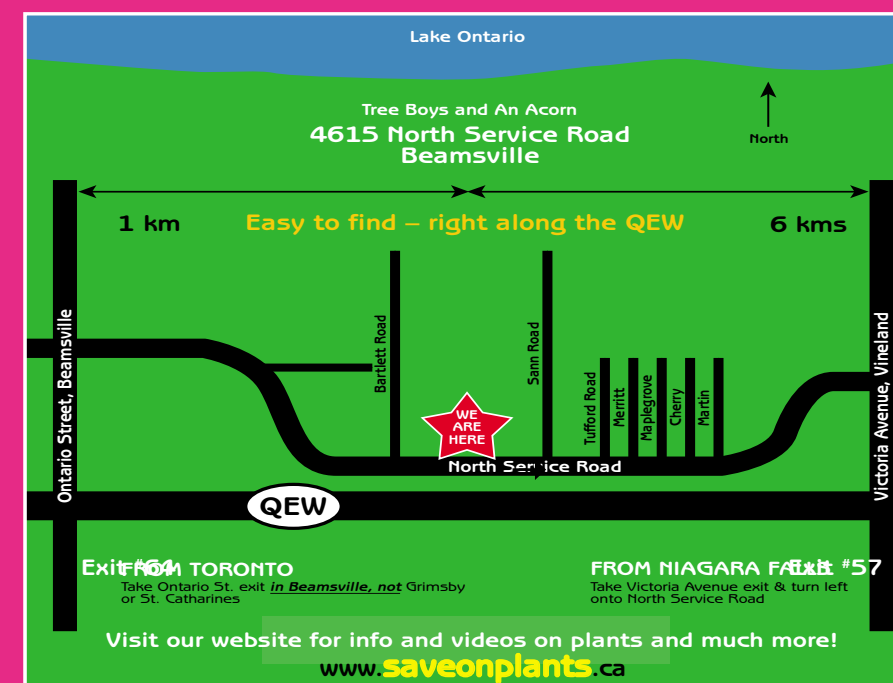 Lake Ontario
Tree Boys and An Acorn
4615 North Service Road
Beamsville
North
1 km
Easy to find – right along the QEW
6 kms
Ontario Street, Beamsville
Bartlett Road
Sann Road
Tufford Road
Merritt
Maplegrove
Cherry
Martin
Victoria Avenue, Vineland
WE
ARE
HERE
North Service Road
QEW
Exit #64
FROM TORONTO
Take Ontario St. exit in Beamsville, not Grimsby
or St. Catharines
FROM NIAGARA FALLS
Exit #57
Take Victoria Avenue exit & turn left
onto North Service Road
Visit our website for info and videos on plants and much more!
www.saveonplants.ca